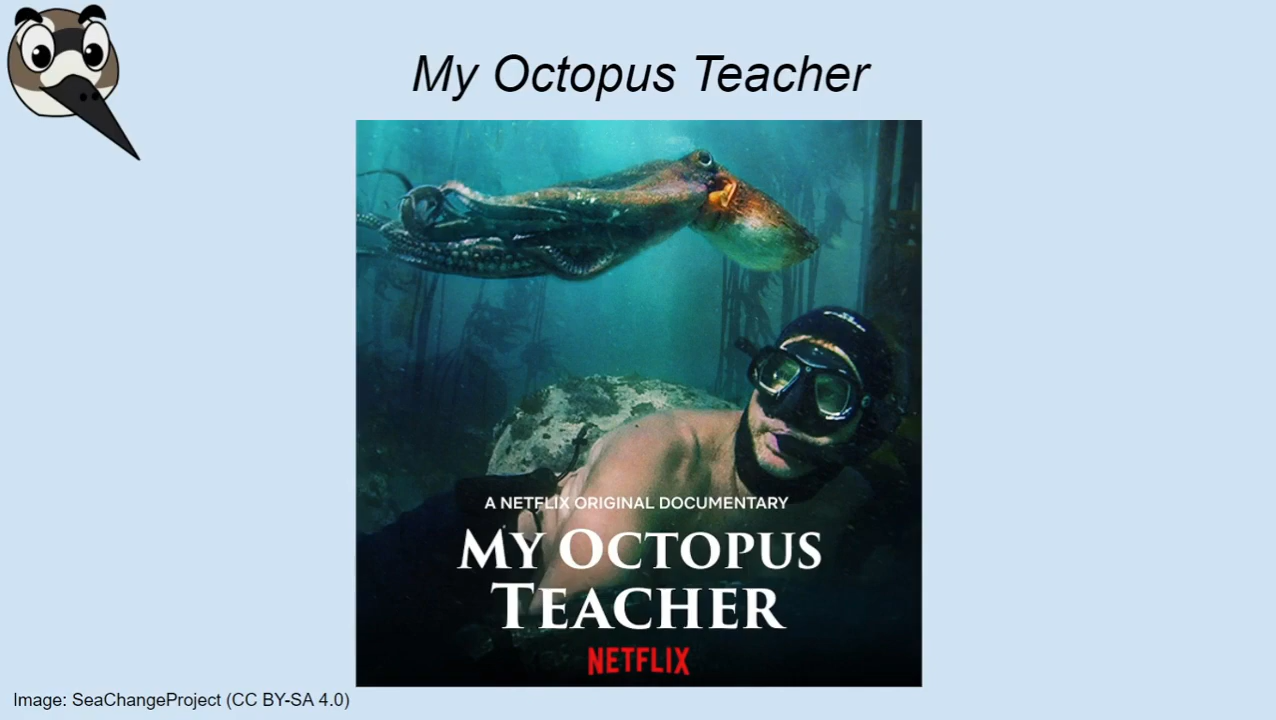 My Octopus Teacher
A NETFLIX ORIGINAL DOCUMENTARY
MY OCTOPUS
TEACHER
NETFLIX
Image: SeaChangeProject (CC BY-SA 4.0)